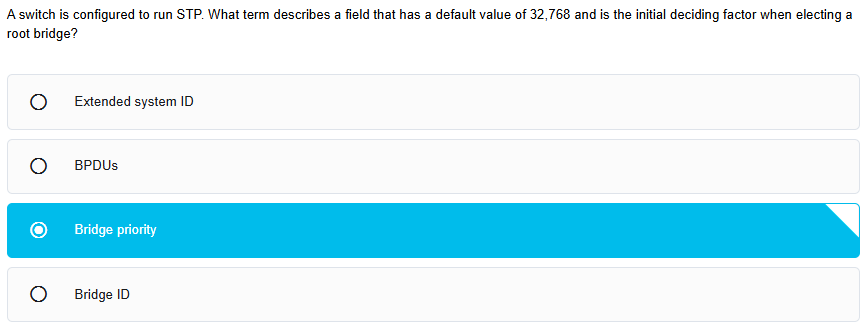 A switch is configured to run STP. What term describes a field that has a default value of 32,768 and is the initial deciding factor when electing a
root bridge?
Extended system ID
BPDUs
Bridge priority
Bridge ID